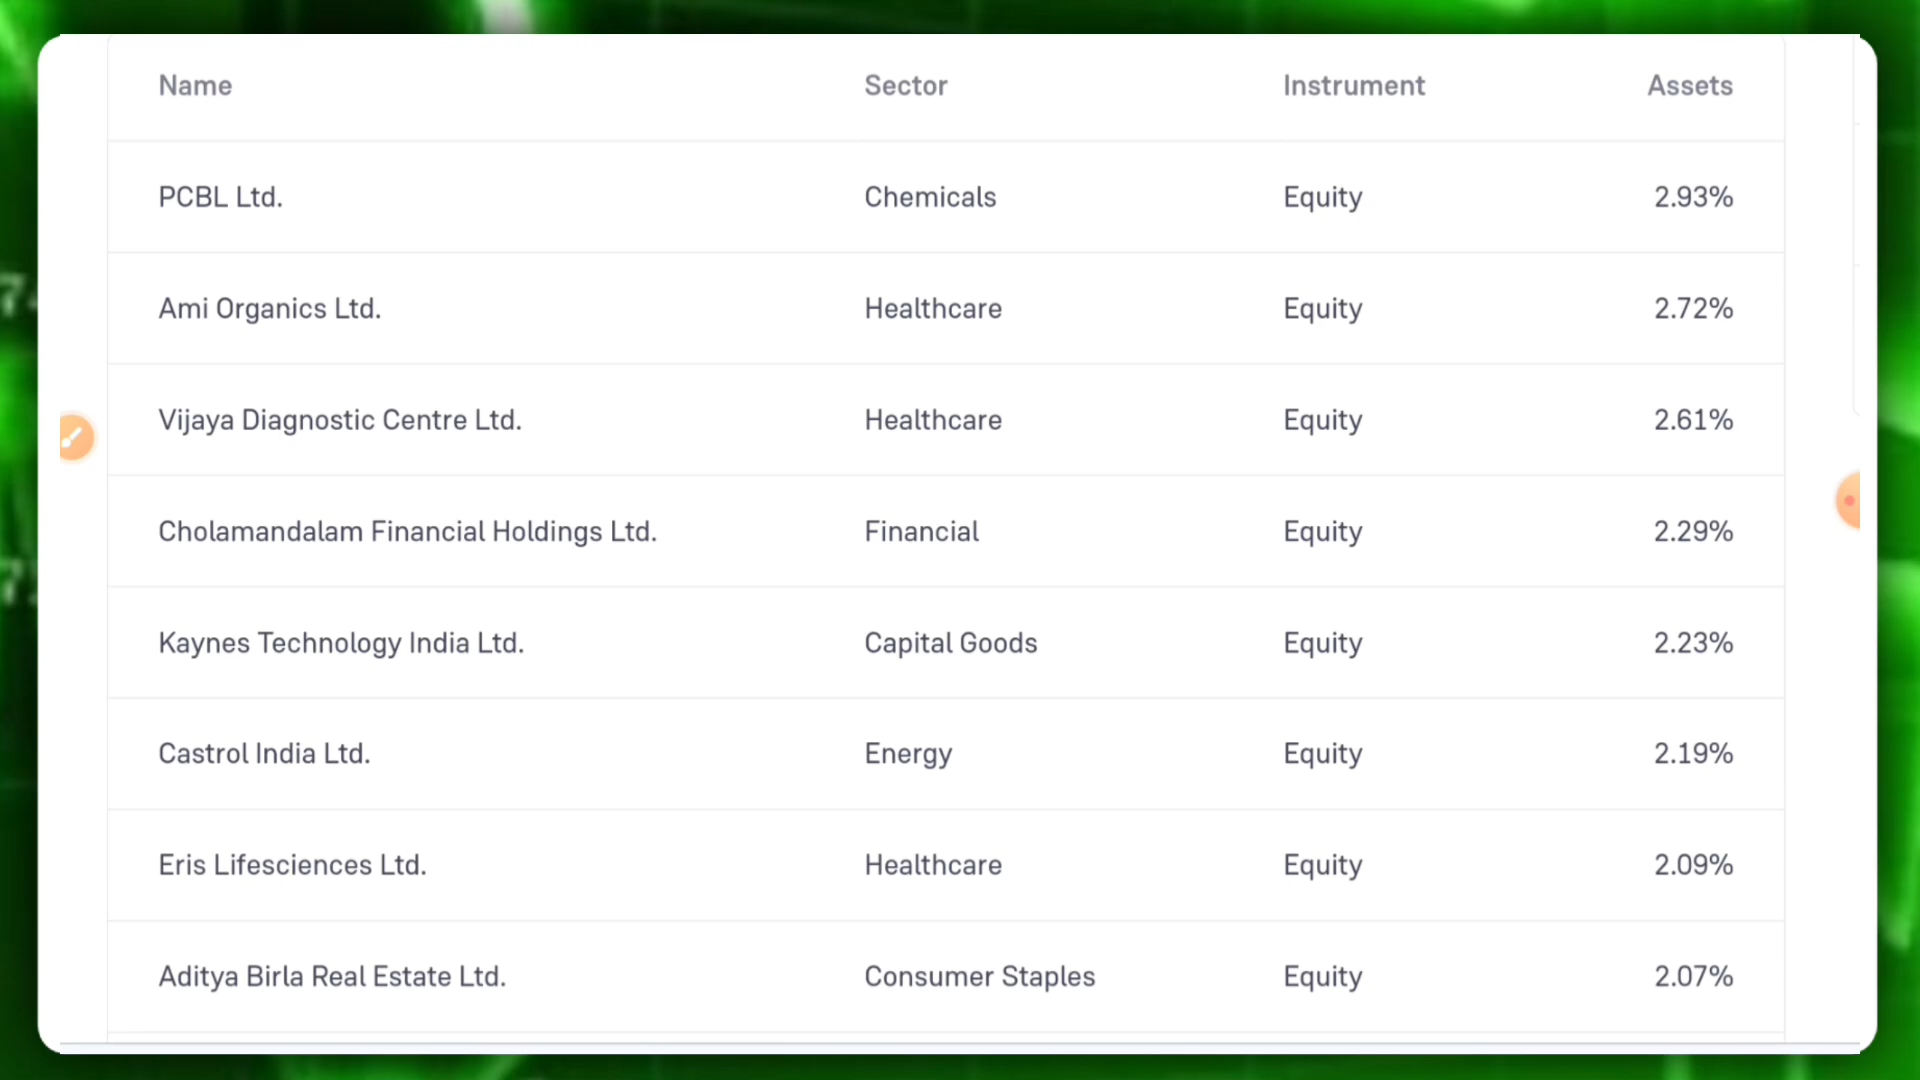 Name Sector Instrument Assets
PCBL Ltd. Chemicals Equity 2.93%
Ami Organics Ltd. Healthcare Equity 2.72%
Vijaya Diagnostic Centre Ltd. Healthcare Equity 2.61%
Cholamandalam Financial Holdings Ltd. Financial Equity 2.29%
Kaynes Technology India Ltd. Capital Goods Equity 2.23%
Castrol India Ltd. Energy Equity 2.19%
Eris Lifesciences Ltd. Healthcare Equity 2.09%
Aditya Birla Real Estate Ltd. Consumer Staples Equity 2.07%